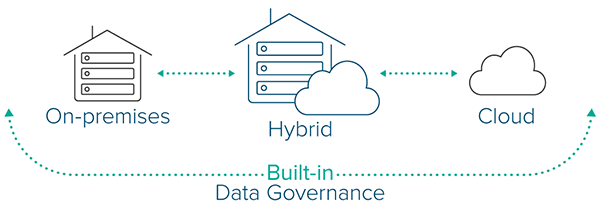 On-premises
Hybrid
Cloud
Built-in
Data Governance